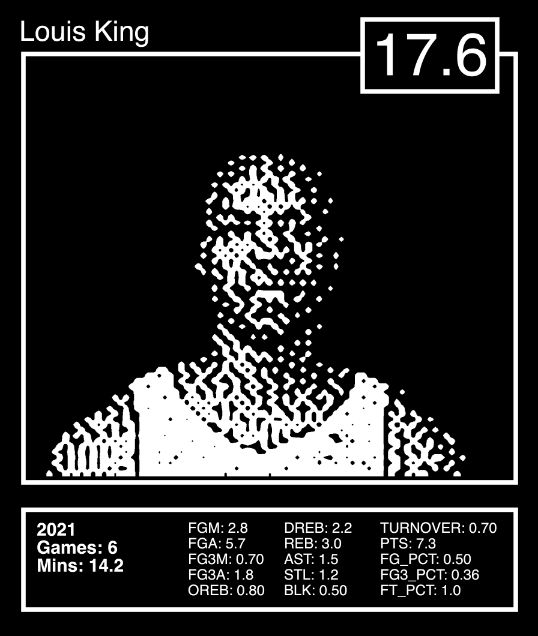 Louis King
17.6
2021
Games: 6
Mins: 14.2
FGM: 2.8
FGA: 5.7
FG3M: 0.70
FG3A: 1.8
OREB: 0.80
DREB: 2.2
REB: 3.0
AST: 1.5
STL: 1.2
BLK: 0.50
TURNOVER: 0.70
PTS: 7.3
FG_PCT: 0.50
FG3_PCT: 0.36
FT_PCT: 1.0